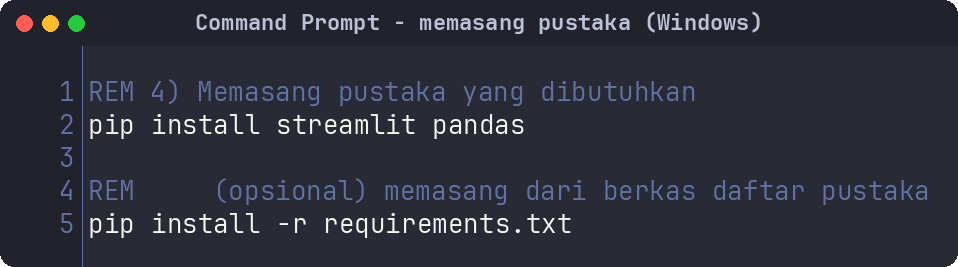 Command Prompt - memasang pustaka (Windows)
1 REM 4) Memasang pustaka yang dibutuhkan
2 pip install streamlit pandas
3
4 REM     (opsional) memasang dari berkas daftar pustaka
5 pip install -r requirements.txt